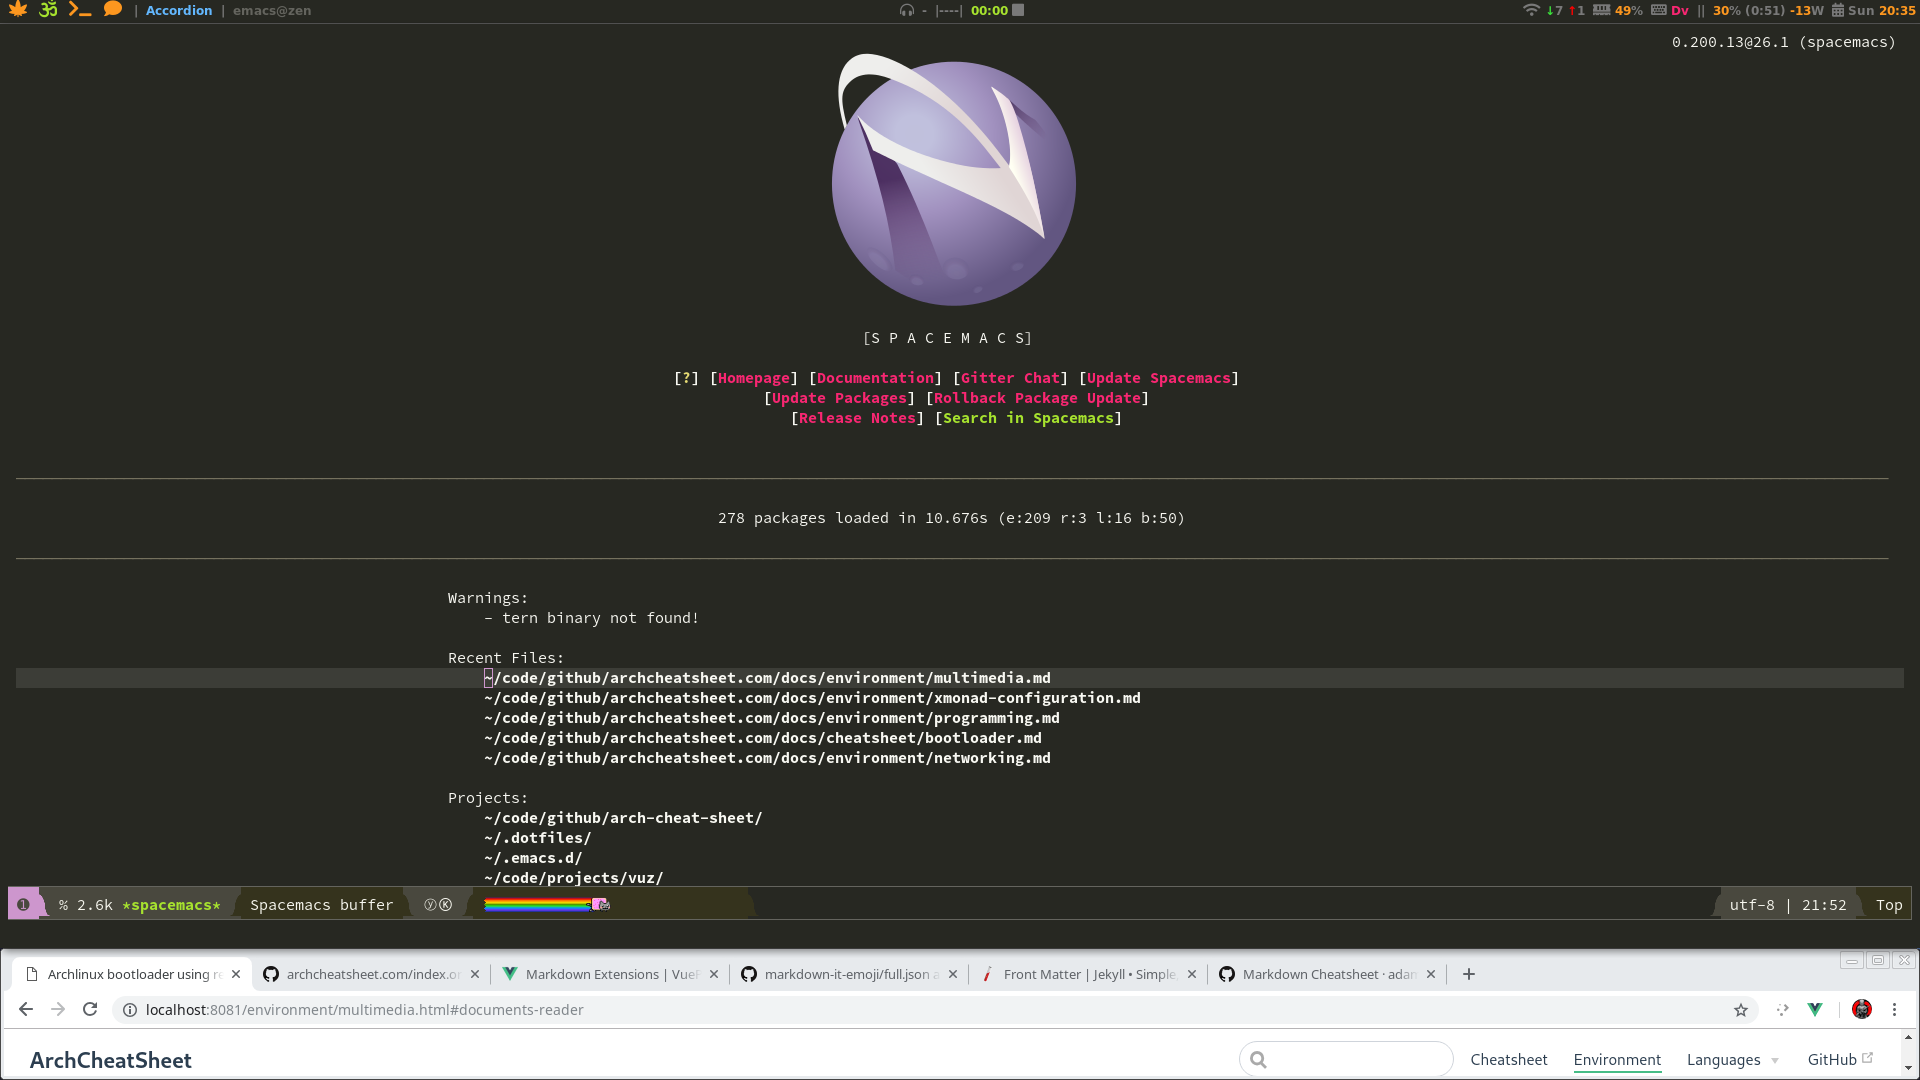 ॐ | Accordion | emacs@zen - |----| 00:00 ↓7 ↑1 49% Dv || 30% (0:51) -13W Sun 20:35
0.200.13@26.1 (spacemacs)
[S P A C E M A C S]
[?] [Homepage] [Documentation] [Gitter Chat] [Update Spacemacs]
[Update Packages] [Rollback Package Update]
[Release Notes] [Search in Spacemacs]
278 packages loaded in 10.676s (e:209 r:3 l:16 b:50)
Warnings:
- tern binary not found!
Recent Files:
~/code/github/archcheatsheet.com/docs/environment/multimedia.md
~/code/github/archcheatsheet.com/docs/environment/xmonad-configuration.md
~/code/github/archcheatsheet.com/docs/environment/programming.md
~/code/github/archcheatsheet.com/docs/cheatsheet/bootloader.md
~/code/github/archcheatsheet.com/docs/environment/networking.md
Projects:
~/code/github/arch-cheat-sheet/
~/.dotfiles/
~/.emacs.d/
~/code/projects/vuz/
❶ % 2.6k *spacemacs* Spacemacs buffer ⓨⓀ utf-8 | 21:52 Top
Archlinux bootloader using re archcheatsheet.com/index.or Markdown Extensions | VueP markdown-it-emoji/full.json a Front Matter | Jekyll • Simple, Markdown Cheatsheet · adam
localhost:8081/environment/multimedia.html#documents-reader
ArchCheatSheet Cheatsheet Environment Languages GitHub